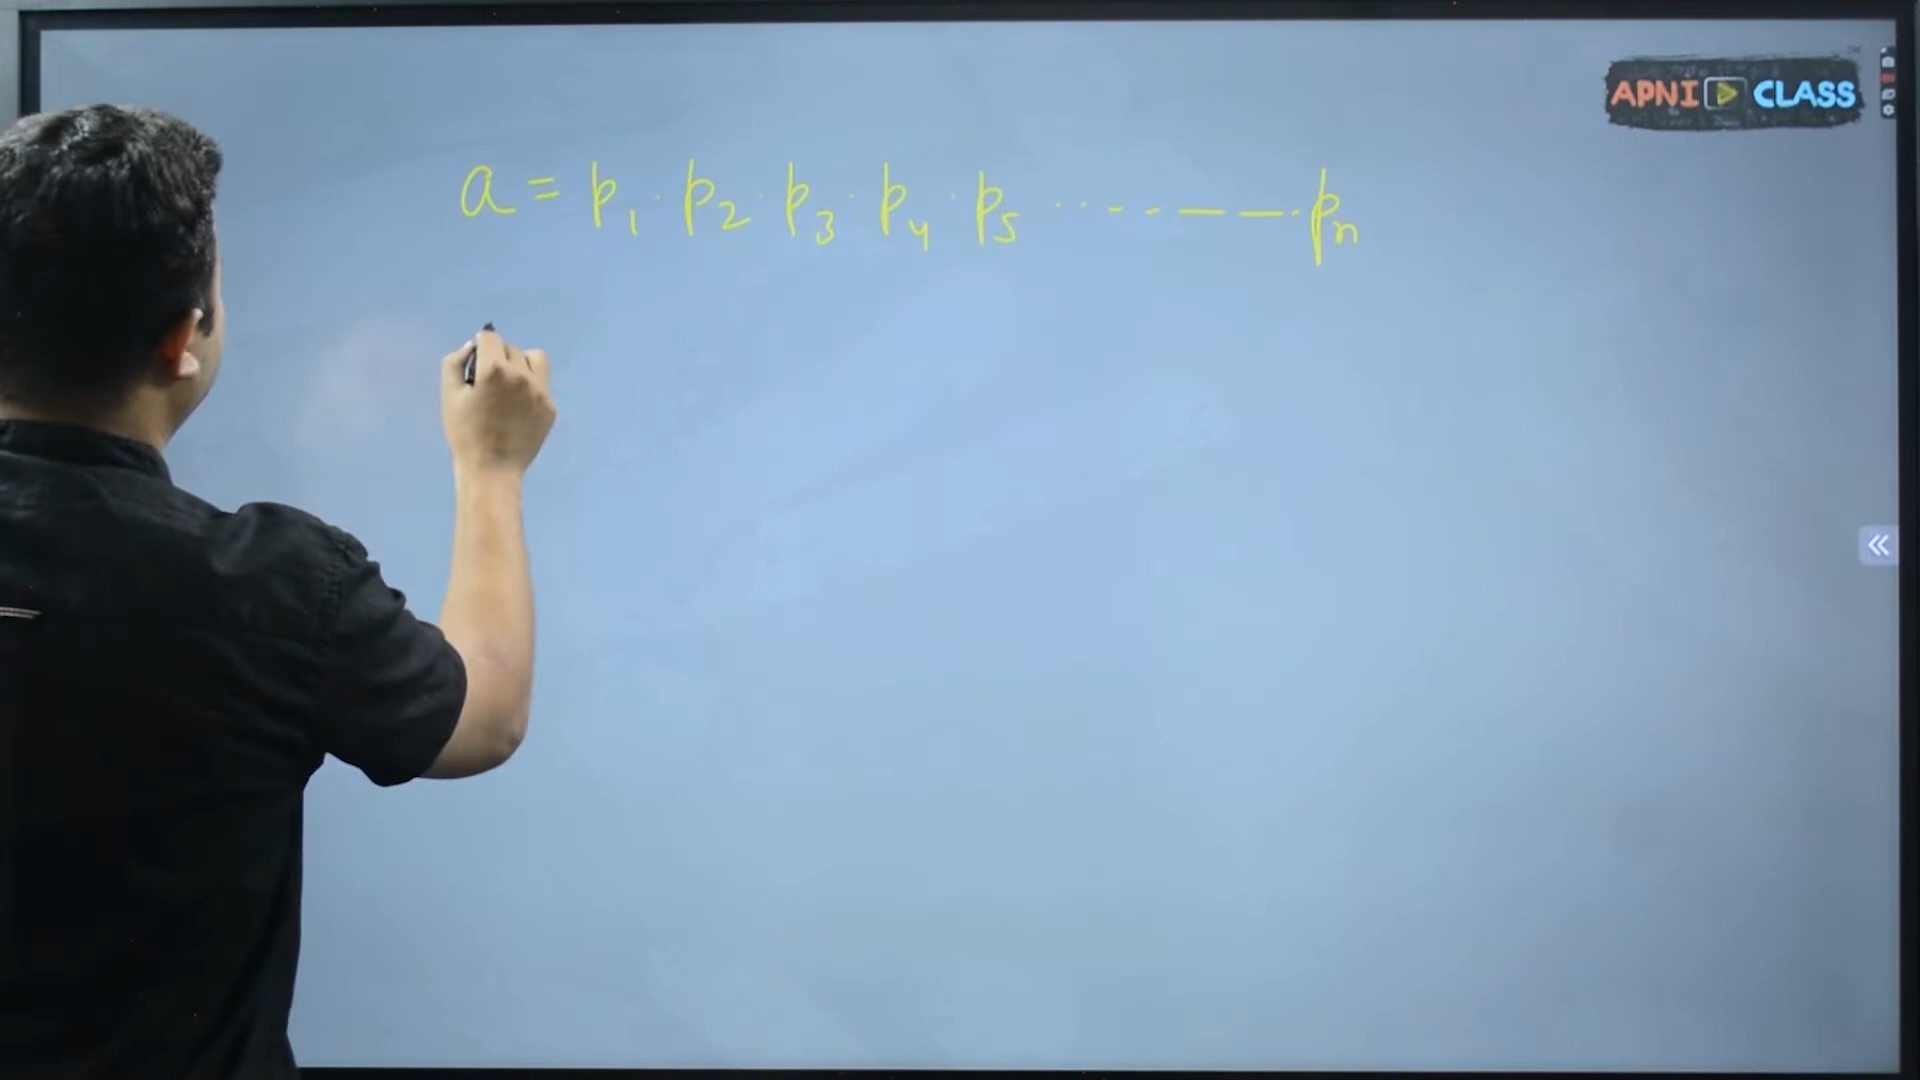 APNI CLASS
a = p₁ · p₂ · p₃ · p₄ · p₅ ··---———·pₙ